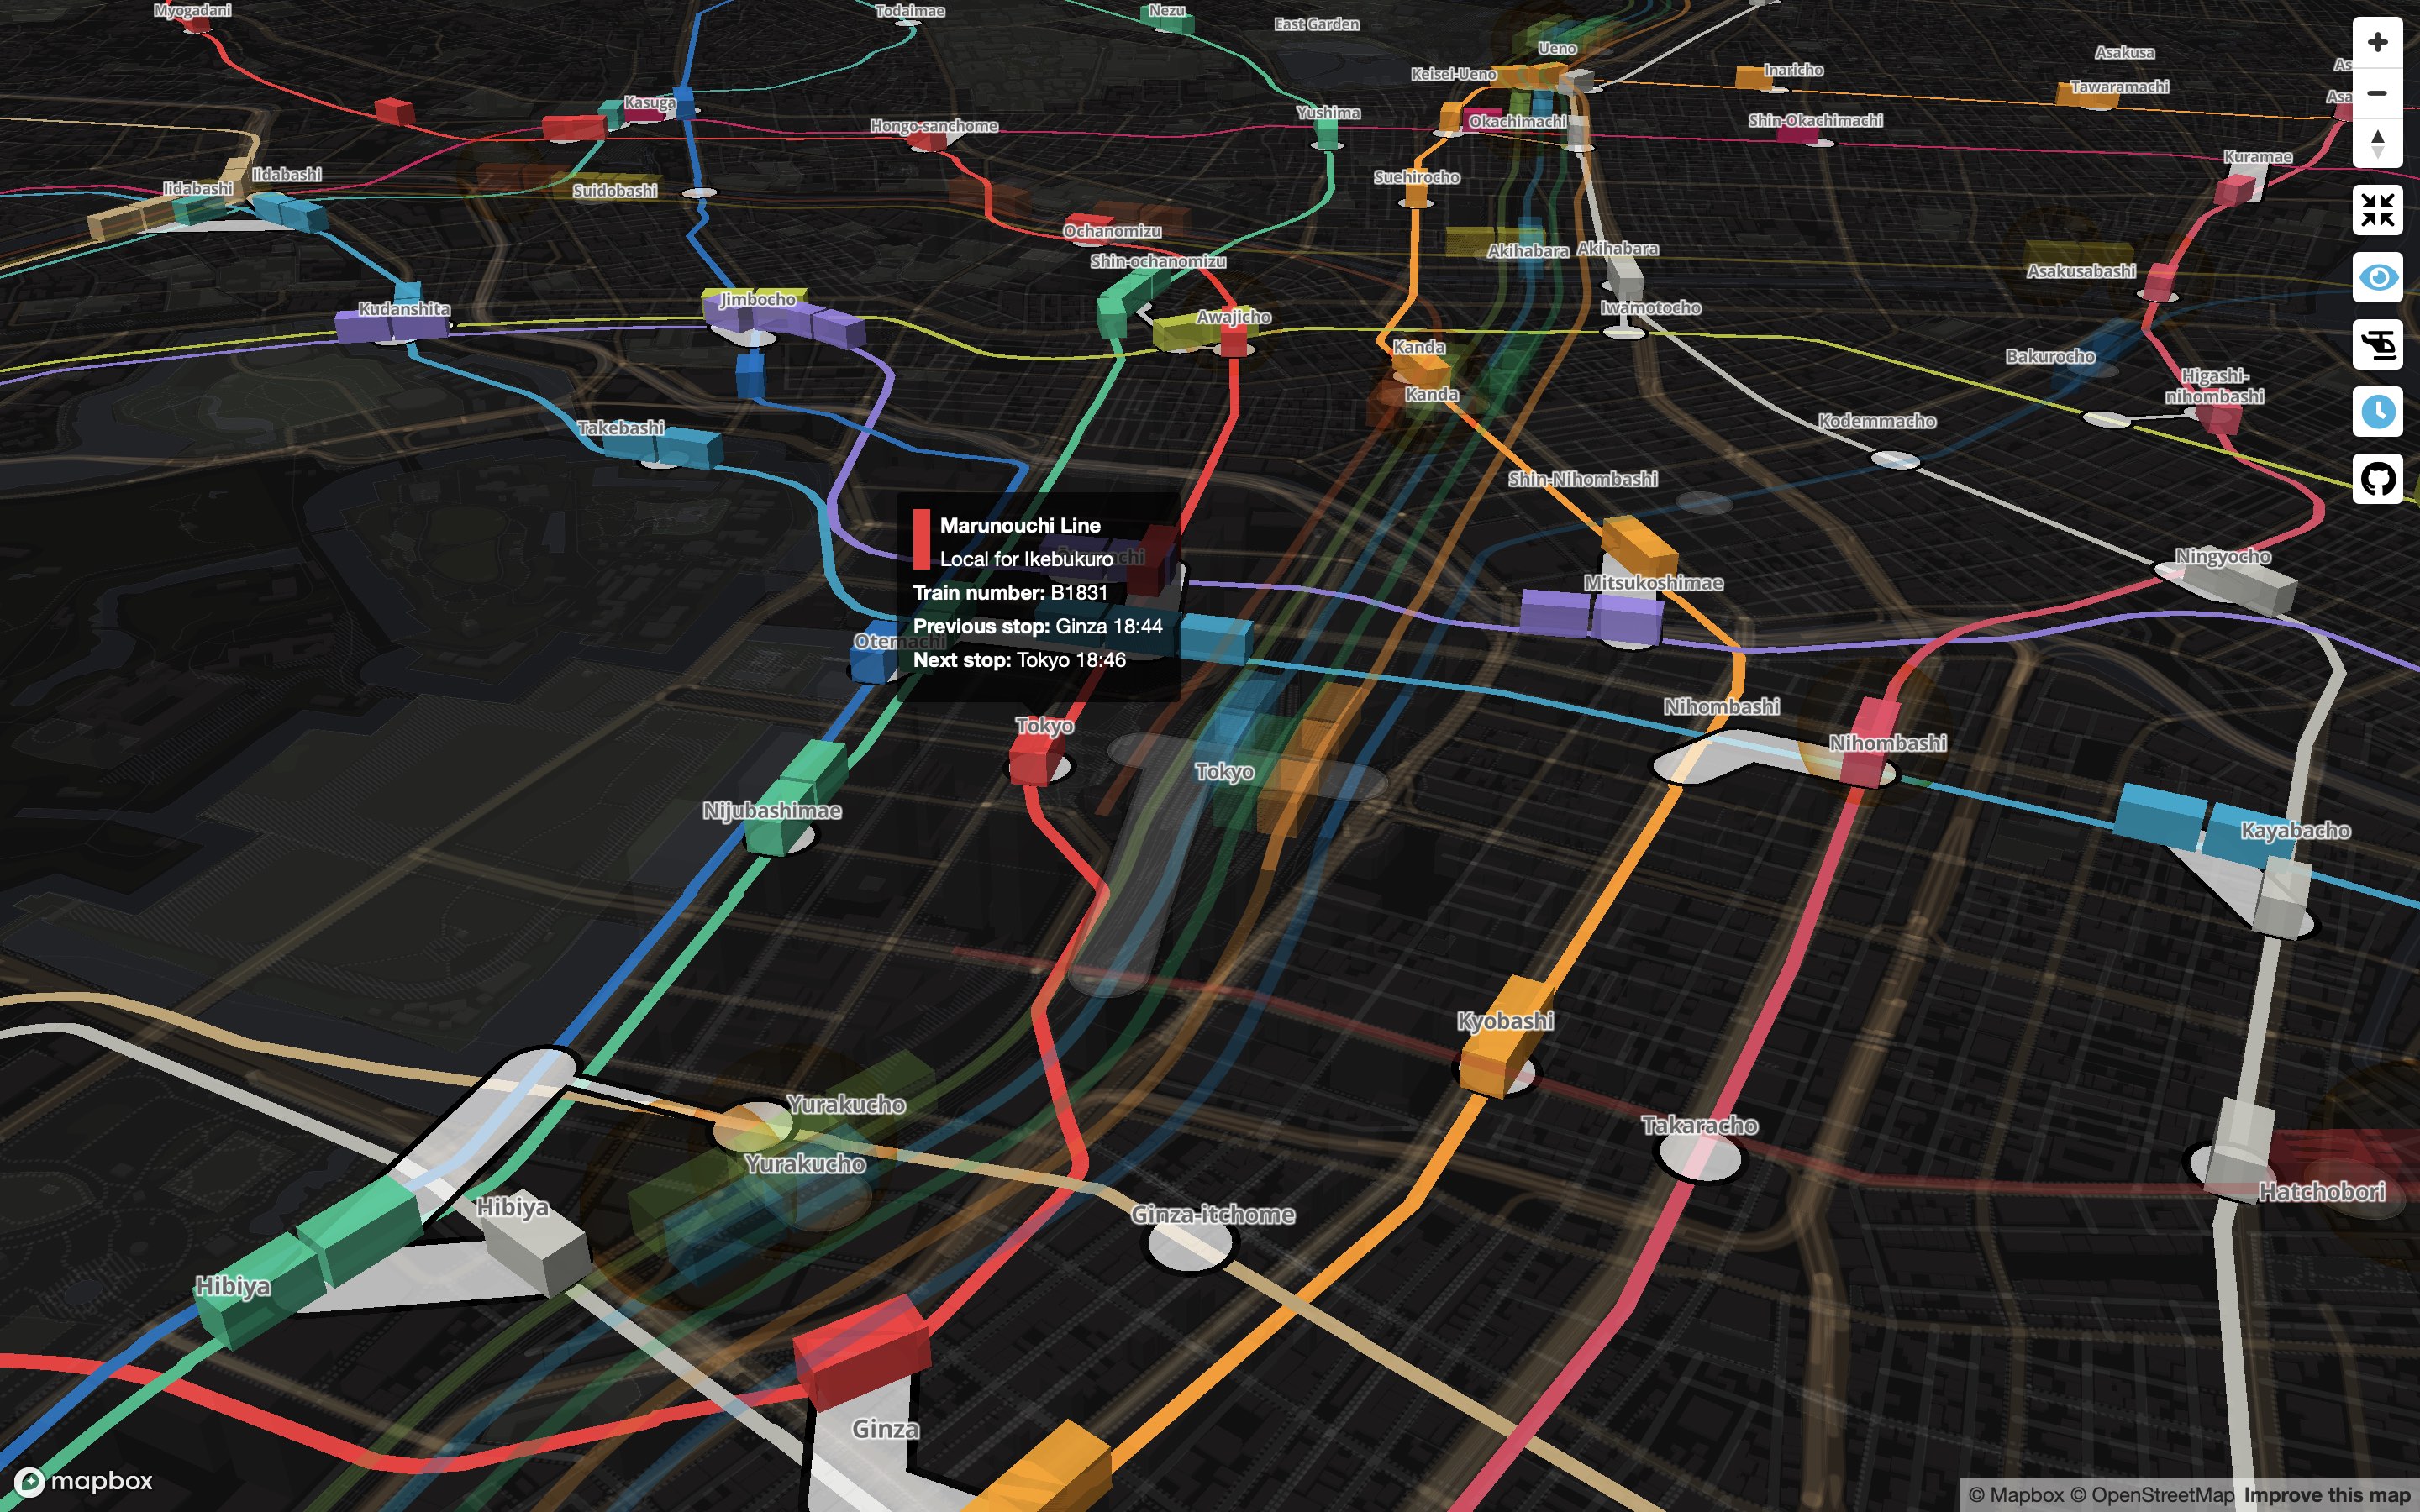 Myogadani
Todaimae
Nezu
East Garden
Ueno
Keisei-Ueno
Inaricho
Asakusa
Tawaramachi
Kasuga
Hongo-sanchome
Yushima
Okachimachi
Shin-Okachimachi
Kuramae
Iidabashi
Iidabashi
Suidobashi
Suehirocho
Ochanomizu
Akihabara
Akihabara
Shin-ochanomizu
Asakusabashi
Kudanshita
Jimbocho
Awajicho
Iwamotocho
Kanda
Kanda
Bakurocho
Higashi-
nihombashi
Takebashi
Kodemmacho
Shin-Nihombashi
Marunouchi Line
Local for Ikebukuro
Train number: B1831
Previous stop: Ginza 18:44
Next stop: Tokyo 18:46
Ningyocho
Mitsukoshimae
Otemachi
Tokyo
Tokyo
Nihombashi
Nihombashi
Nijubashimae
Kayabacho
Kyobashi
Yurakucho
Yurakucho
Takaracho
Hatchobori
Hibiya
Hibiya
Ginza-itchome
Ginza
mapbox
© Mapbox © OpenStreetMap Improve this map